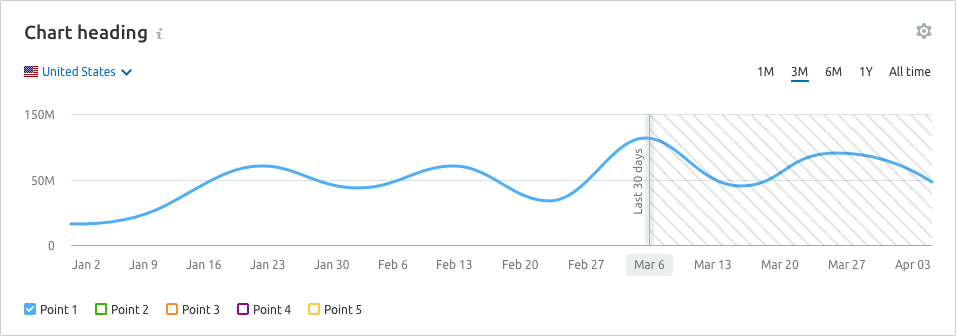 Chart heading i
United States
1M 3M 6M 1Y All time
150M
50M
0
Last 30 days
Jan 2 Jan 9 Jan 16 Jan 23 Jan 30 Feb 6 Feb 13 Feb 20 Feb 27 Mar 6 Mar 13 Mar 20 Mar 27 Apr 03
Point 1 Point 2 Point 3 Point 4 Point 5